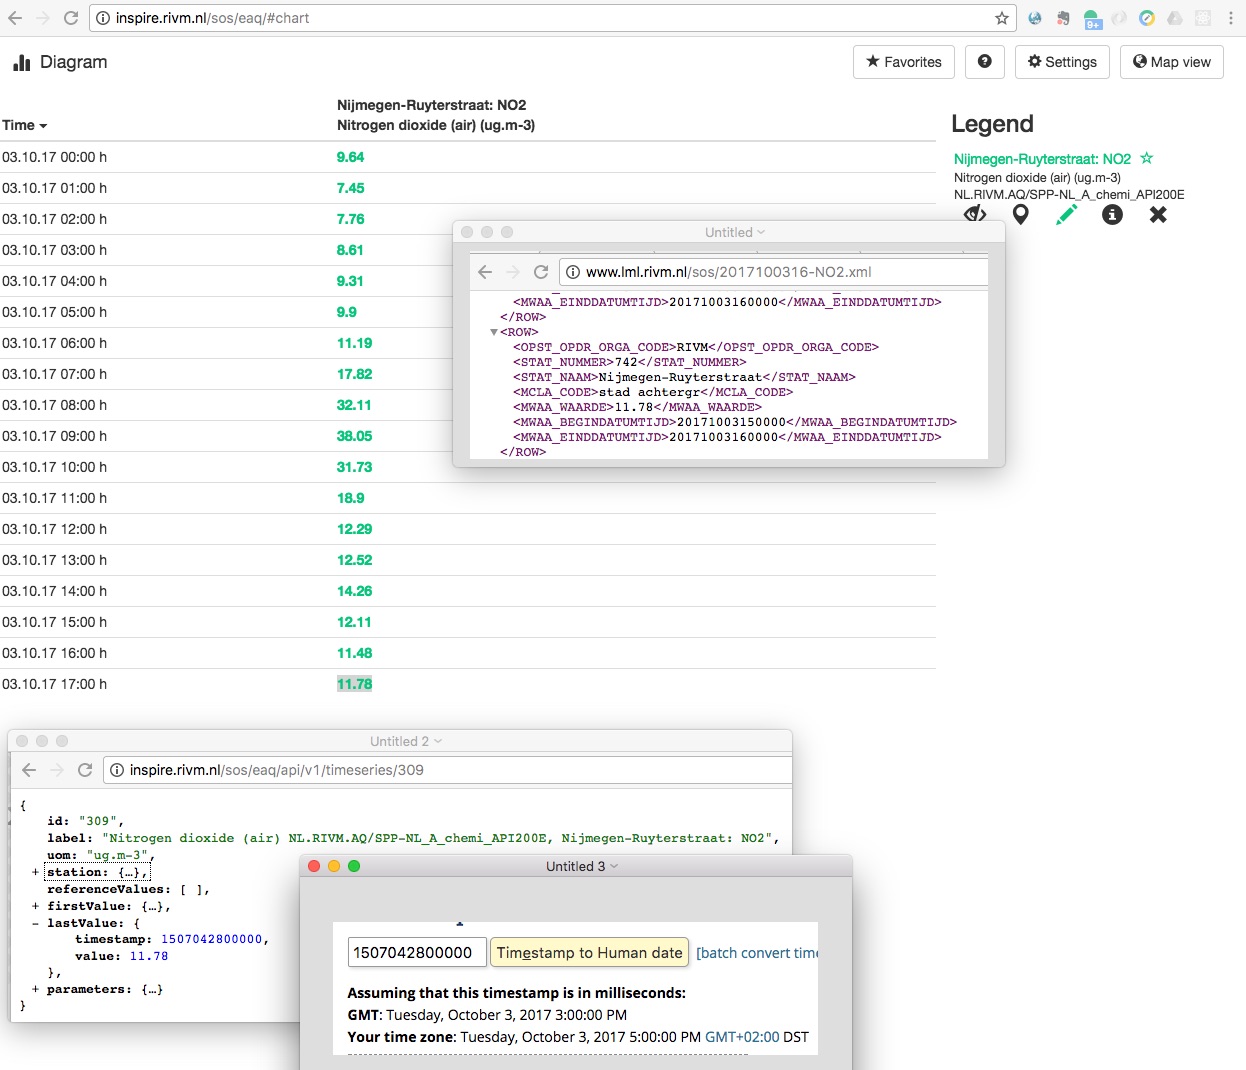 inspire.rivm.nl/sos/eaq/#chart
9+
Diagram
Favorites
Settings
Map view
Nijmegen-Ruyterstraat: NO2
Time
Nitrogen dioxide (air) (ug.m-3)
03.10.17 00:00 h 9.64
03.10.17 01:00 h 7.45
03.10.17 02:00 h 7.76
03.10.17 03:00 h 8.61
03.10.17 04:00 h 9.31
03.10.17 05:00 h 9.9
03.10.17 06:00 h 11.19
03.10.17 07:00 h 17.82
03.10.17 08:00 h 32.11
03.10.17 09:00 h 38.05
03.10.17 10:00 h 31.73
03.10.17 11:00 h 18.9
03.10.17 12:00 h 12.29
03.10.17 13:00 h 12.52
03.10.17 14:00 h 14.26
03.10.17 15:00 h 12.11
03.10.17 16:00 h 11.48
03.10.17 17:00 h 11.78
Legend
Nijmegen-Ruyterstraat: NO2
Nitrogen dioxide (air) (ug.m-3)
NL.RIVM.AQ/SPP-NL_A_chemi_API200E
Untitled
www.lml.rivm.nl/sos/2017100316-NO2.xml
<MWAA_EINDDATUMTIJD>20171003160000</MWAA_EINDDATUMTIJD>
</ROW>
<ROW>
<OPST_OPDR_ORGA_CODE>RIVM</OPST_OPDR_ORGA_CODE>
<STAT_NUMMER>742</STAT_NUMMER>
<STAT_NAAM>Nijmegen-Ruyterstraat</STAT_NAAM>
<MCLA_CODE>stad achtergr</MCLA_CODE>
<MWAA_WAARDE>11.78</MWAA_WAARDE>
<MWAA_BEGINDATUMTIJD>20171003150000</MWAA_BEGINDATUMTIJD>
<MWAA_EINDDATUMTIJD>20171003160000</MWAA_EINDDATUMTIJD>
</ROW>
Untitled 2
inspire.rivm.nl/sos/eaq/api/v1/timeseries/309
{
id: "309",
label: "Nitrogen dioxide (air) NL.RIVM.AQ/SPP-NL_A_chemi_API200E, Nijmegen-Ruyterstraat: NO2",
uom: "ug.m-3",
+ station: {…},
referenceValues: [ ],
+ firstValue: {…},
- lastValue: {
timestamp: 1507042800000,
value: 11.78
},
+ parameters: {…}
}
Untitled 3
1507042800000 Timestamp to Human date [batch convert time
Assuming that this timestamp is in milliseconds:
GMT: Tuesday, October 3, 2017 3:00:00 PM
Your time zone: Tuesday, October 3, 2017 5:00:00 PM GMT+02:00 DST